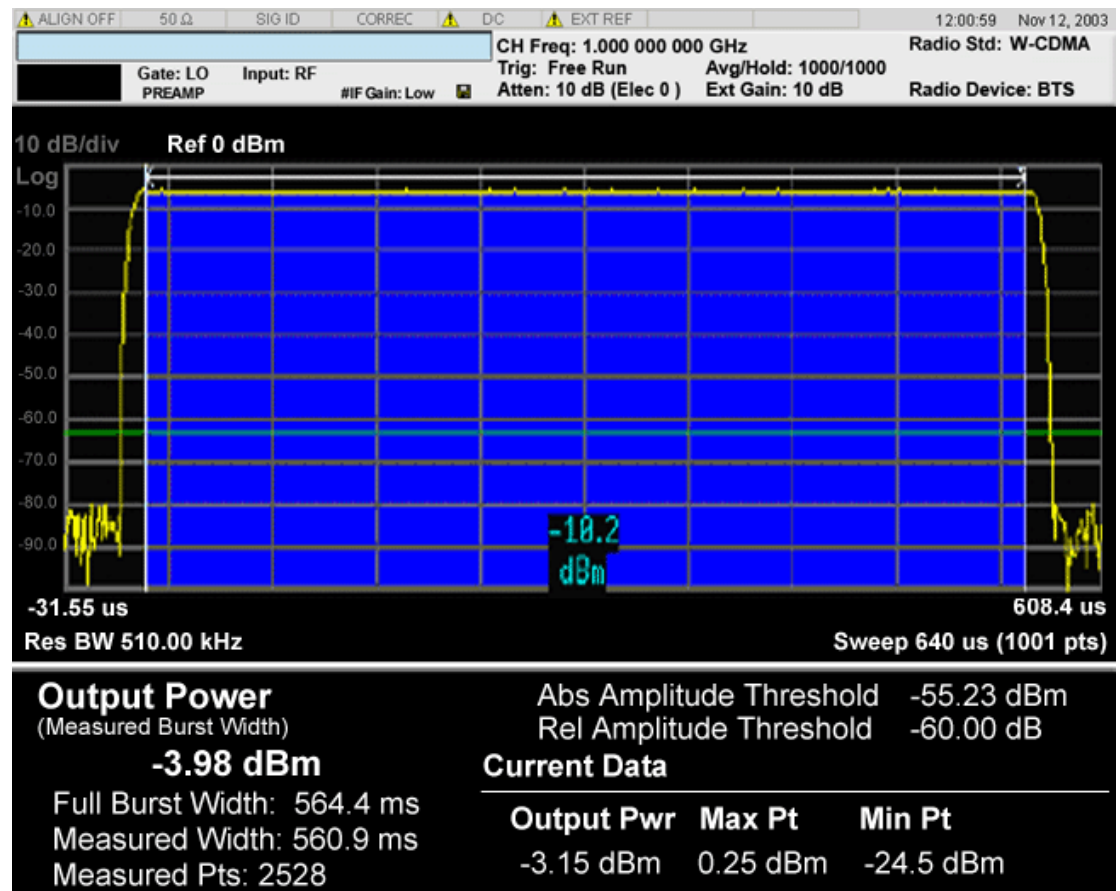 ALIGN OFF 50 Ω SIG ID CORREC DC EXT REF 12:00:59 Nov 12, 2003
CH Freq: 1.000 000 000 GHz Radio Std: W-CDMA
Gate: LO Input: RF Trig: Free Run Avg/Hold: 1000/1000
PREAMP #IF Gain: Low Atten: 10 dB (Elec 0 ) Ext Gain: 10 dB Radio Device: BTS
10 dB/div Ref 0 dBm
Log
-10.0
-20.0
-30.0
-40.0
-50.0
-60.0
-70.0
-80.0
-90.0
-10.2
dBm
-31.55 us 608.4 us
Res BW 510.00 kHz Sweep 640 us (1001 pts)
Output Power Abs Amplitude Threshold -55.23 dBm
(Measured Burst Width) Rel Amplitude Threshold -60.00 dB
-3.98 dBm Current Data
Full Burst Width: 564.4 ms
Output Pwr Max Pt Min Pt
Measured Width: 560.9 ms
-3.15 dBm 0.25 dBm -24.5 dBm
Measured Pts: 2528